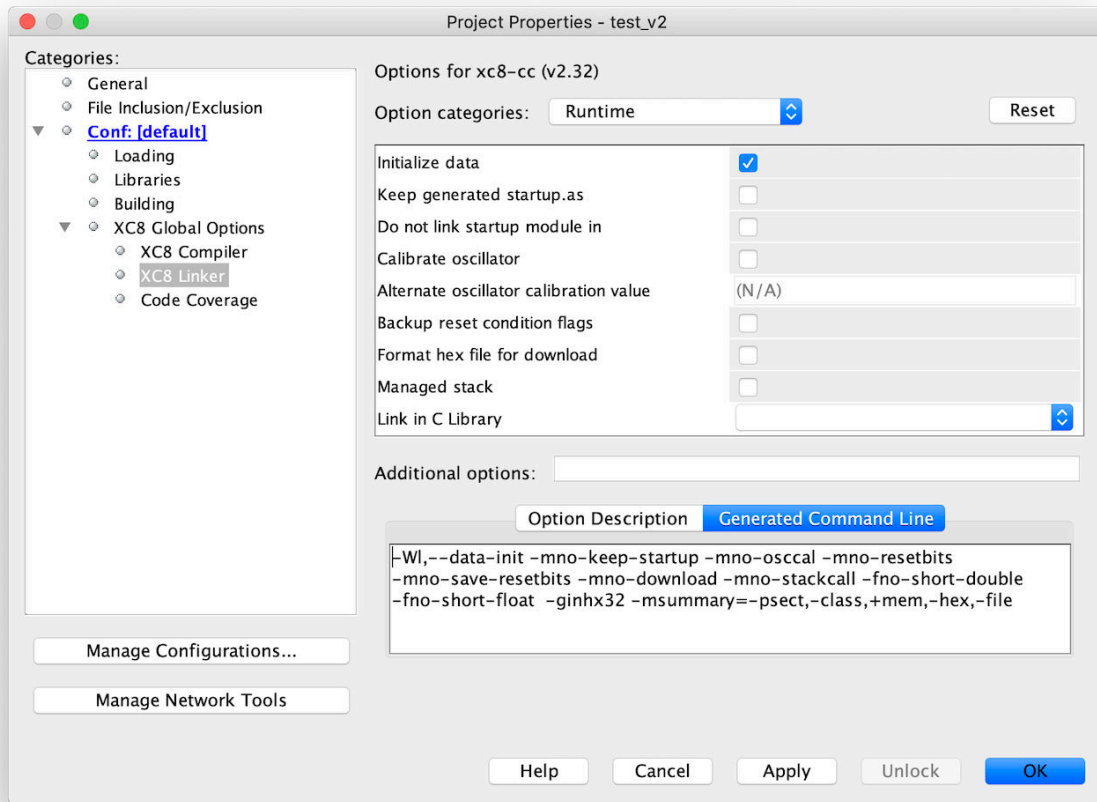 Project Properties - test_v2
Categories:
General
File Inclusion/Exclusion
Conf: [default]
Loading
Libraries
Building
XC8 Global Options
XC8 Compiler
XC8 Linker
Code Coverage
Manage Configurations...
Manage Network Tools
Options for xc8-cc (v2.32)
Option categories: Runtime Reset
Initialize data
Keep generated startup.as
Do not link startup module in
Calibrate oscillator
Alternate oscillator calibration value (N/A)
Backup reset condition flags
Format hex file for download
Managed stack
Link in C Library
Additional options:
Option Description Generated Command Line
-Wl,--data-init -mno-keep-startup -mno-osccal -mno-resetbits
-mno-save-resetbits -mno-download -mno-stackcall -fno-short-double
-fno-short-float -ginhx32 -msummary=-psect,-class,+mem,-hex,-file
Help Cancel Apply Unlock OK